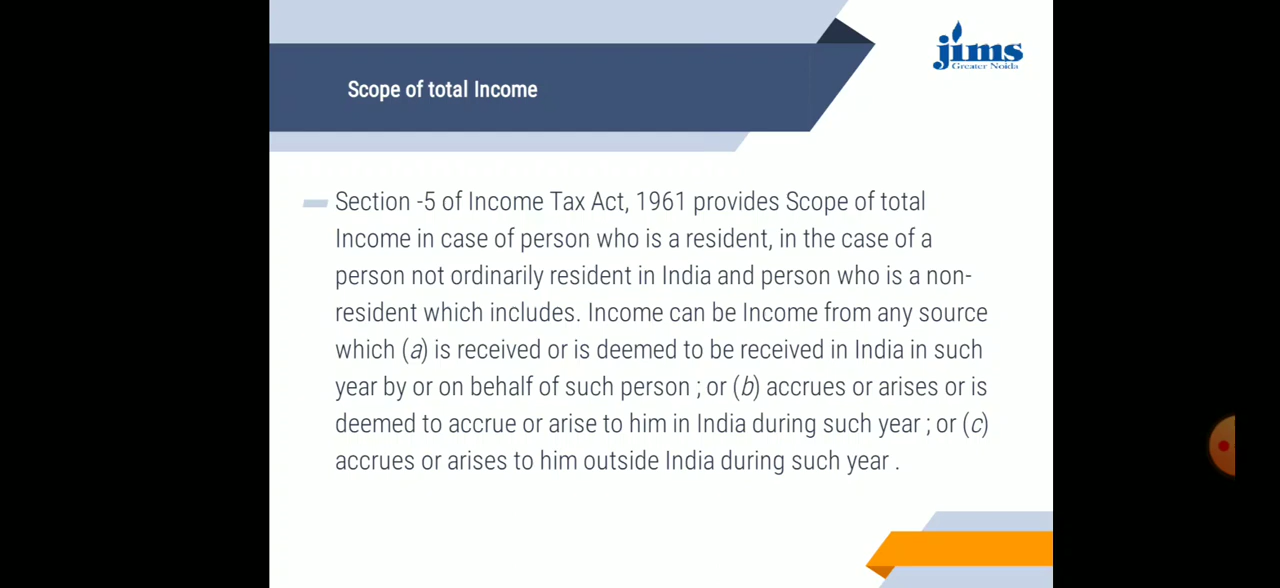 jims
Greater Noida
Scope of total Income
Section -5 of Income Tax Act, 1961 provides Scope of total
Income in case of person who is a resident, in the case of a
person not ordinarily resident in India and person who is a non-
resident which includes. Income can be Income from any source
which (a) is received or is deemed to be received in India in such
year by or on behalf of such person ; or (b) accrues or arises or is
deemed to accrue or arise to him in India during such year ; or (c)
accrues or arises to him outside India during such year .